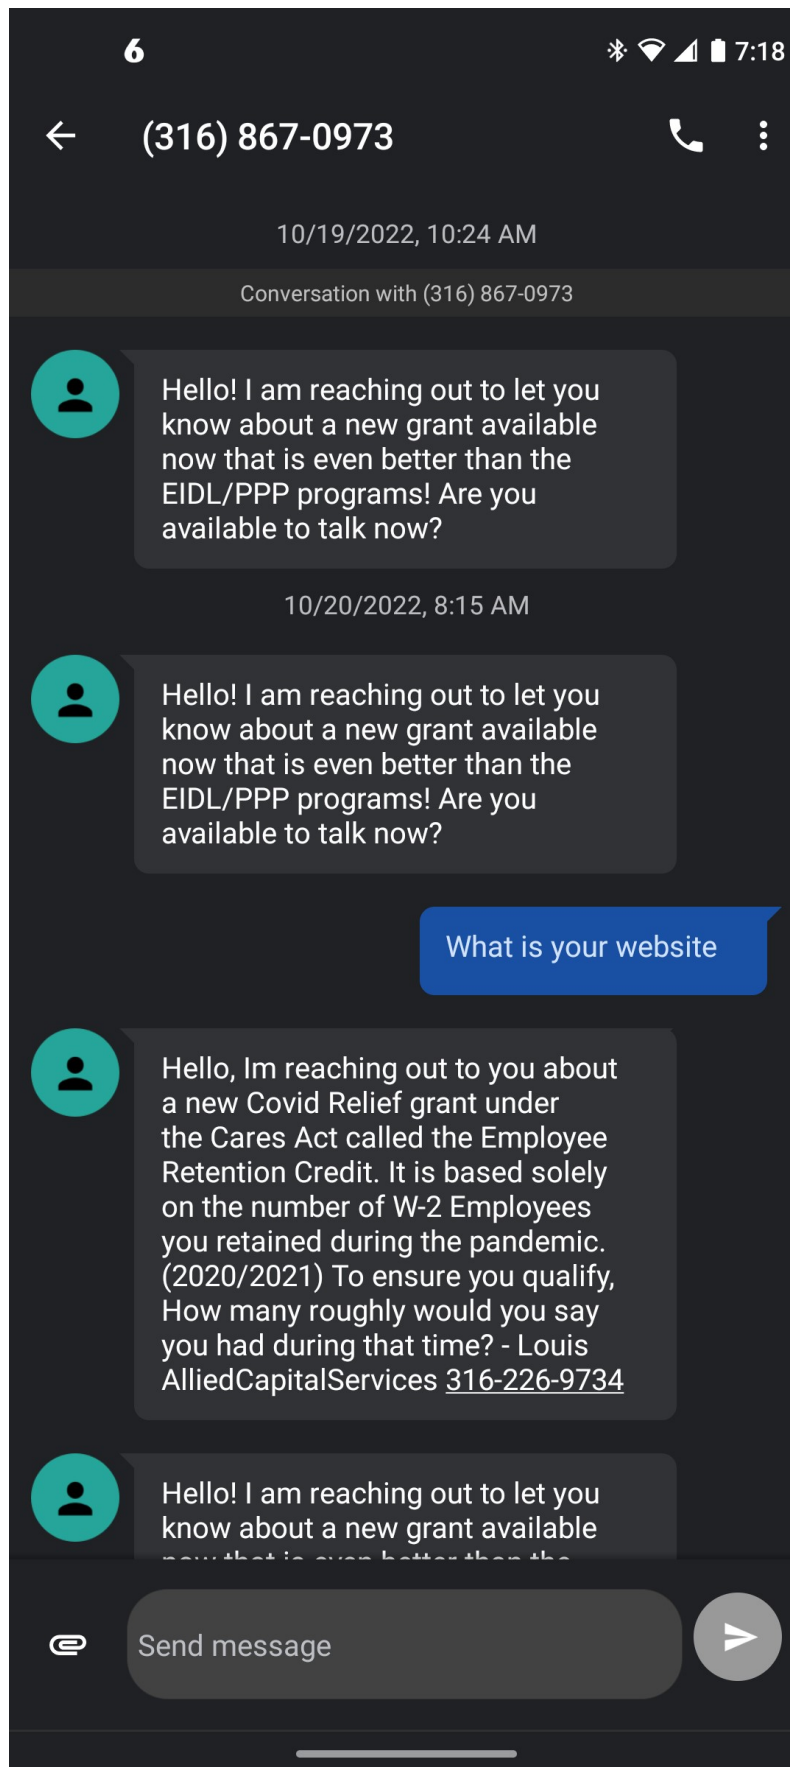 6 7:18
(316) 867-0973
10/19/2022, 10:24 AM
Conversation with (316) 867-0973
Hello! I am reaching out to let you
know about a new grant available
now that is even better than the
EIDL/PPP programs! Are you
available to talk now?
10/20/2022, 8:15 AM
Hello! I am reaching out to let you
know about a new grant available
now that is even better than the
EIDL/PPP programs! Are you
available to talk now?
What is your website
Hello, Im reaching out to you about
a new Covid Relief grant under
the Cares Act called the Employee
Retention Credit. It is based solely
on the number of W-2 Employees
you retained during the pandemic.
(2020/2021) To ensure you qualify,
How many roughly would you say
you had during that time? - Louis
AlliedCapitalServices 316-226-9734
Hello! I am reaching out to let you
know about a new grant available
now that is even better than the
Send message